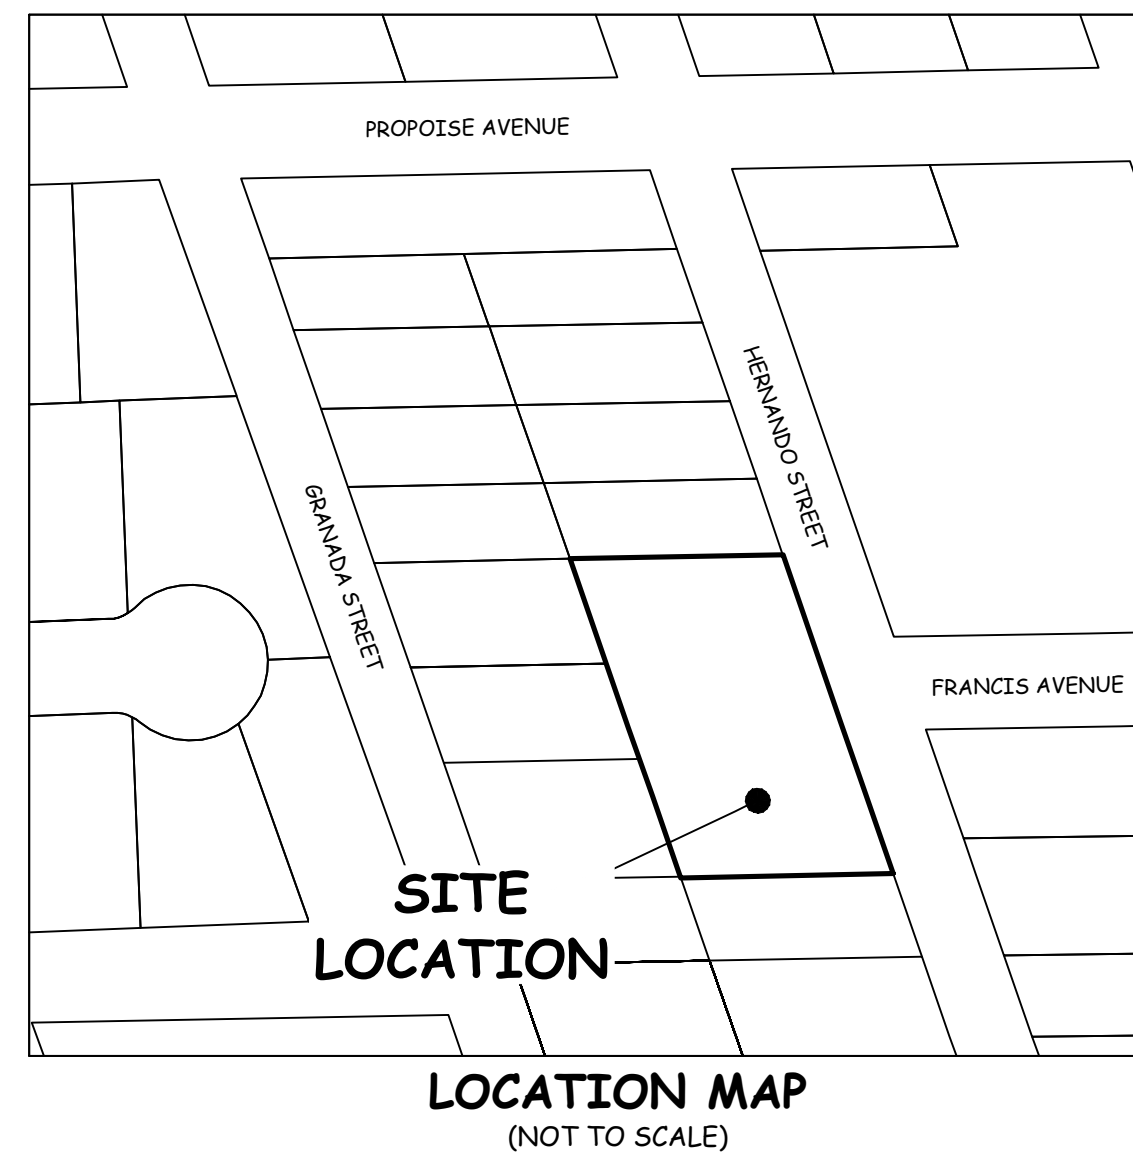 PROPOISE AVENUE
HERNANDO STREET
GRANADA STREET
FRANCIS AVENUE
SITE
LOCATION
LOCATION MAP
(NOT TO SCALE)